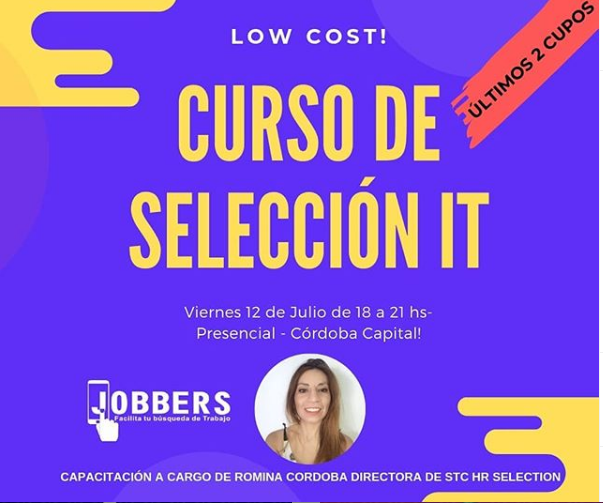 LOW COST!
ÚLTIMOS 2 CUPOS
CURSO DE
SELECCIÓN IT
Viernes 12 de Julio de 18 a 21 hs-
Presencial - Córdoba Capital!
JOBBERS
Facilita tu búsqueda de Trabajo
CAPACITACIÓN A CARGO DE ROMINA CORDOBA DIRECTORA DE STC HR SELECTION